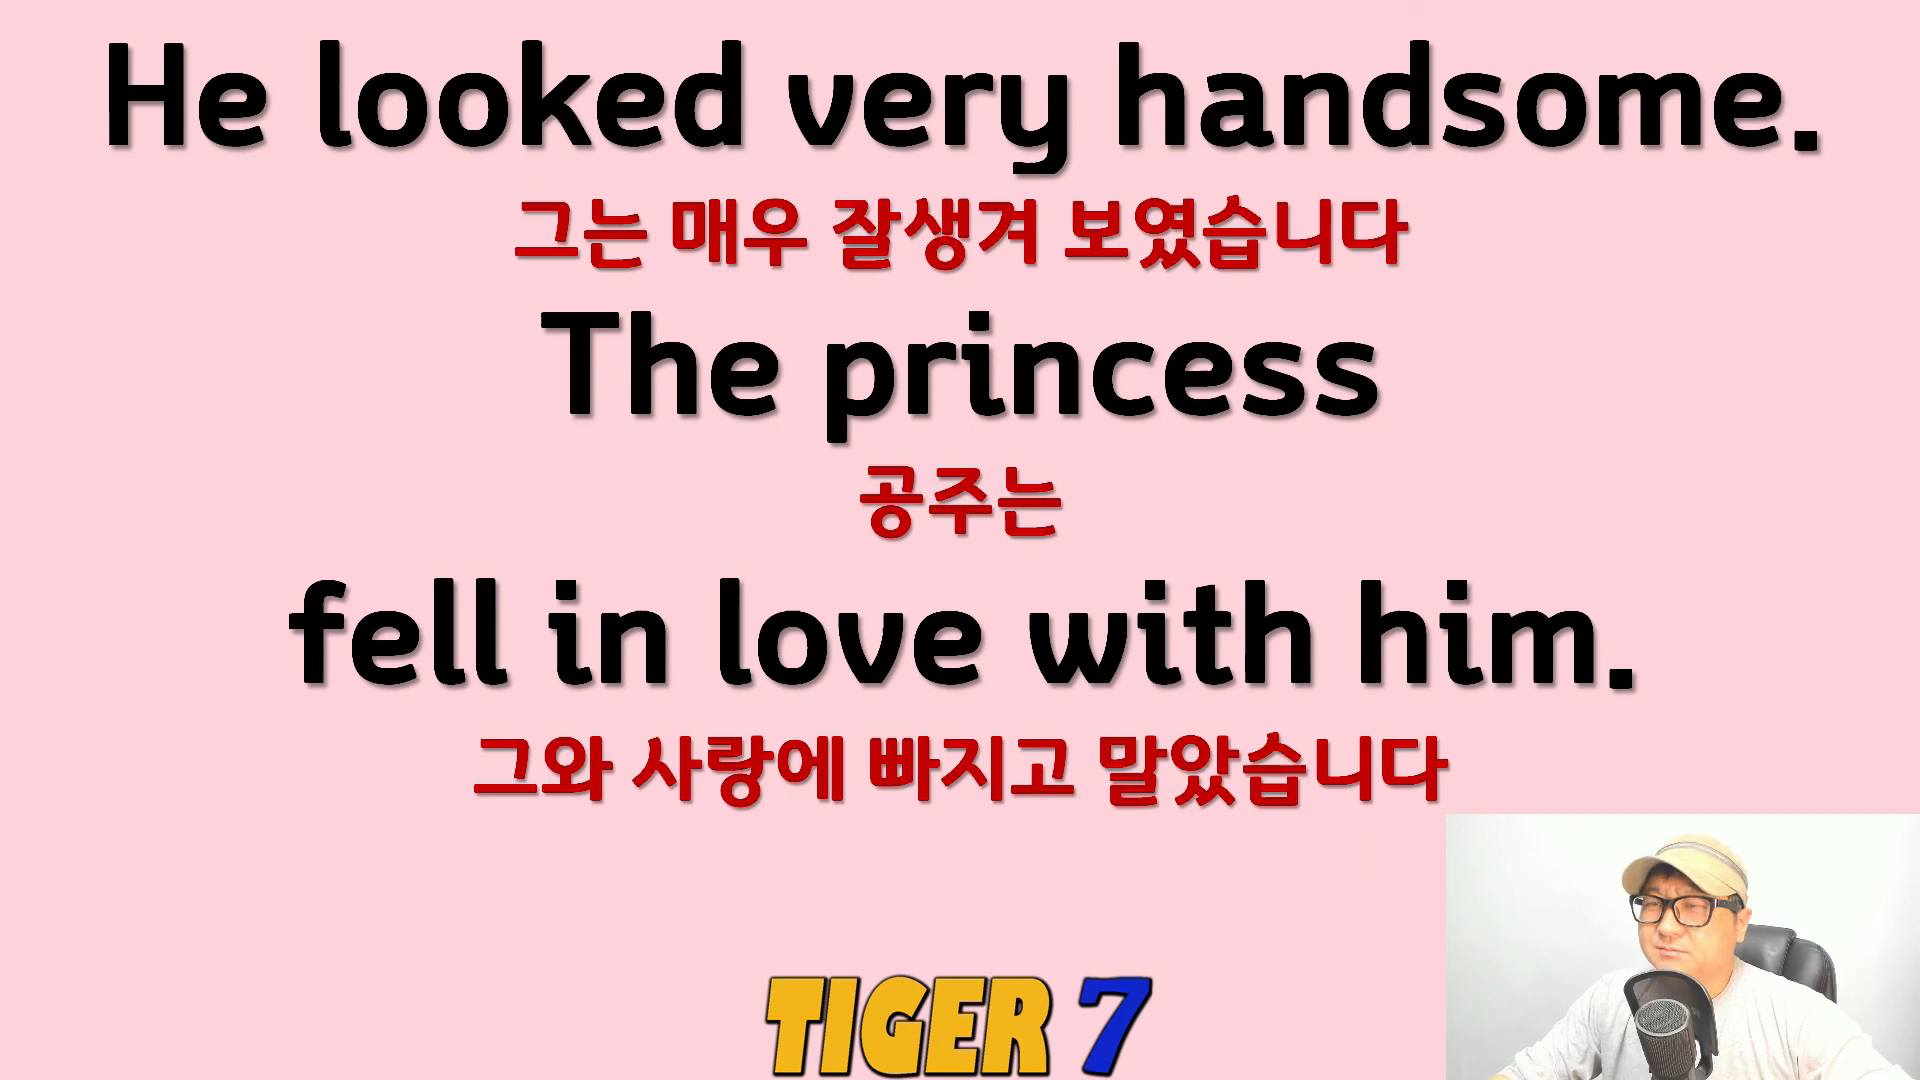 He looked very handsome.
그는 매우 잘생겨 보였습니다
The princess
공주는
fell in love with him.
그와 사랑에 빠지고 말았습니다
TIGER 7